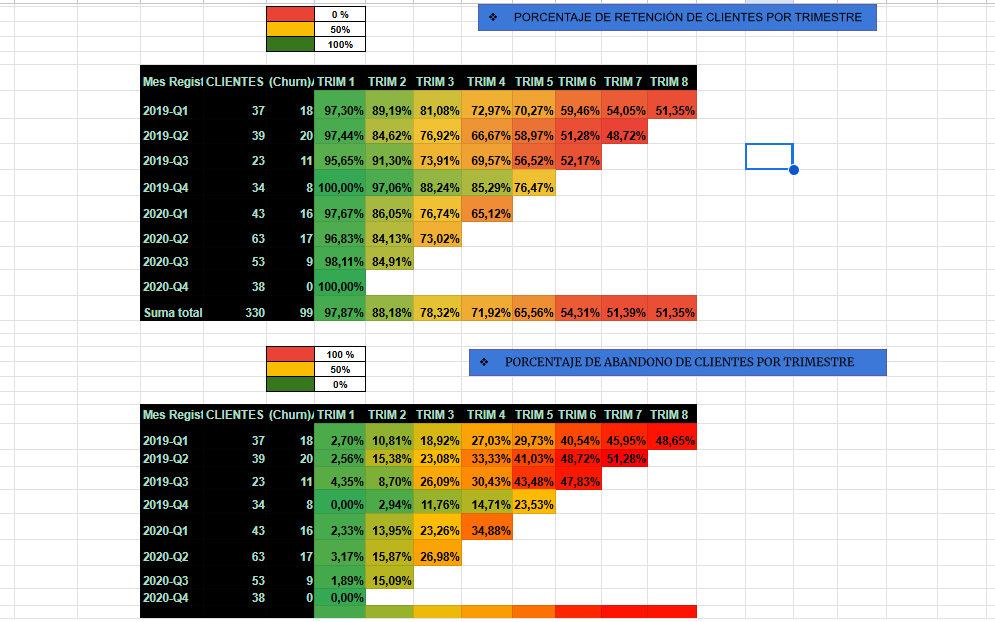 0 %
❖ PORCENTAJE DE RETENCIÓN DE CLIENTES POR TRIMESTRE
50%
100%
Mes Regist CLIENTES (Churn)/ TRIM 1 TRIM 2 TRIM 3 TRIM 4 TRIM 5 TRIM 6 TRIM 7 TRIM 8
2019-Q1 37 18 97,30% 89,19% 81,08% 72,97% 70,27% 59,46% 54,05% 51,35%
2019-Q2 39 20 97,44% 84,62% 76,92% 66,67% 58,97% 51,28% 48,72%
2019-Q3 23 11 95,65% 91,30% 73,91% 69,57% 56,52% 52,17%
2019-Q4 34 8 100,00% 97,06% 88,24% 85,29% 76,47%
2020-Q1 43 16 97,67% 86,05% 76,74% 65,12%
2020-Q2 63 17 96,83% 84,13% 73,02%
2020-Q3 53 9 98,11% 84,91%
2020-Q4 38 0 100,00%
Suma total 330 99 97,87% 88,18% 78,32% 71,92% 65,56% 54,31% 51,39% 51,35%
100 %
❖ PORCENTAJE DE ABANDONO DE CLIENTES POR TRIMESTRE
50%
0%
Mes Regist CLIENTES (Churn)/ TRIM 1 TRIM 2 TRIM 3 TRIM 4 TRIM 5 TRIM 6 TRIM 7 TRIM 8
2019-Q1 37 18 2,70% 10,81% 18,92% 27,03% 29,73% 40,54% 45,95% 48,65%
2019-Q2 39 20 2,56% 15,38% 23,08% 33,33% 41,03% 48,72% 51,28%
2019-Q3 23 11 4,35% 8,70% 26,09% 30,43% 43,48% 47,83%
2019-Q4 34 8 0,00% 2,94% 11,76% 14,71% 23,53%
2020-Q1 43 16 2,33% 13,95% 23,26% 34,88%
2020-Q2 63 17 3,17% 15,87% 26,98%
2020-Q3 53 9 1,89% 15,09%
2020-Q4 38 0 0,00%